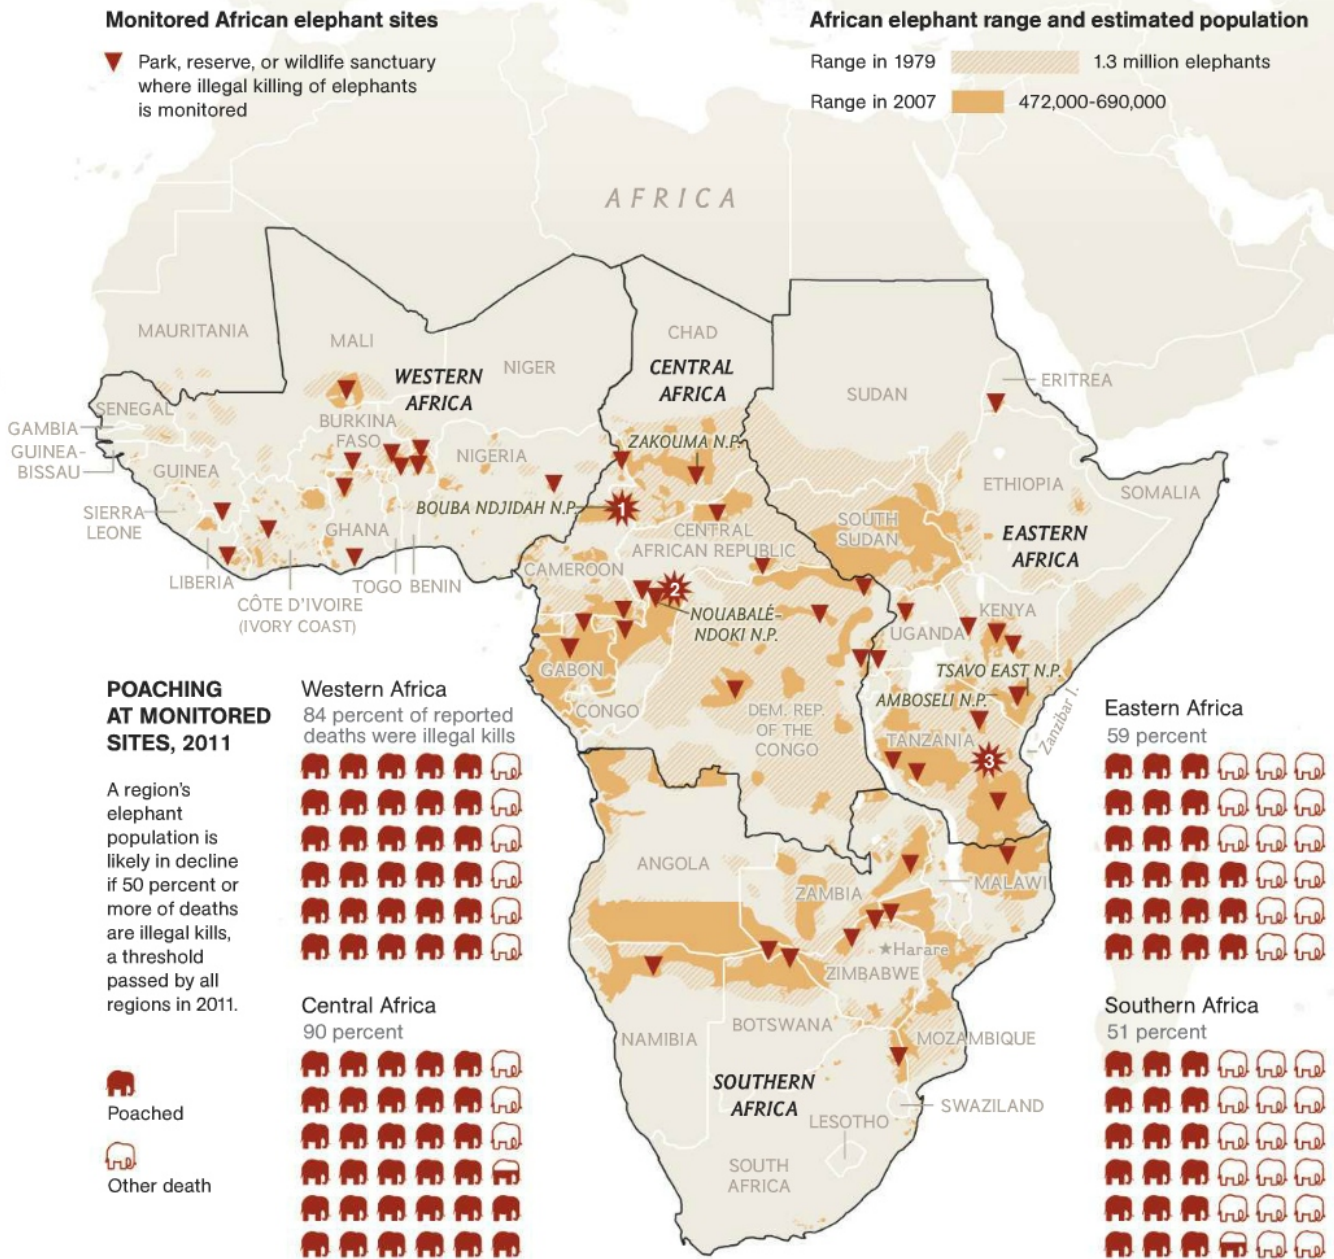 Monitored African elephant sites
Park, reserve, or wildlife sanctuary
where illegal killing of elephants
is monitored
African elephant range and estimated population
Range in 1979
1.3 million elephants
Range in 2007
472,000-690,000
AFRICA
MAURITANIA
MALI
NIGER
CHAD
SUDAN
ERITREA
WESTERN
AFRICA
CENTRAL
AFRICA
SENEGAL
GAMBIA
GUINEA-
BISSAU
GUINEA
BURKINA
FASO
NIGERIA
ZAKOUMA N.P.
ETHIOPIA
SOMALIA
SIERRA
LEONE
GHANA
BOUBA NDJIDAH N.P.
1
CENTRAL
AFRICAN REPUBLIC
SOUTH
SUDAN
EASTERN
AFRICA
LIBERIA
CÔTE D'IVOIRE
(IVORY COAST)
TOGO
BENIN
CAMEROON
2
NOUABALÉ-
NDOKI N.P.
UGANDA
KENYA
GABON
CONGO
DEM. REP.
OF THE
CONGO
TSAVO EAST N.P.
AMBOSELI N.P.
TANZANIA
Zanzibar I.
3
ANGOLA
ZAMBIA
MALAWI
Harare
ZIMBABWE
NAMIBIA
BOTSWANA
MOZAMBIQUE
SOUTHERN
AFRICA
SWAZILAND
LESOTHO
SOUTH
AFRICA
POACHING
AT MONITORED
SITES, 2011
A region's
elephant
population is
likely in decline
if 50 percent or
more of deaths
are illegal kills,
a threshold
passed by all
regions in 2011.
Poached
Other death
Western Africa
84 percent of reported
deaths were illegal kills
Central Africa
90 percent
Eastern Africa
59 percent
Southern Africa
51 percent